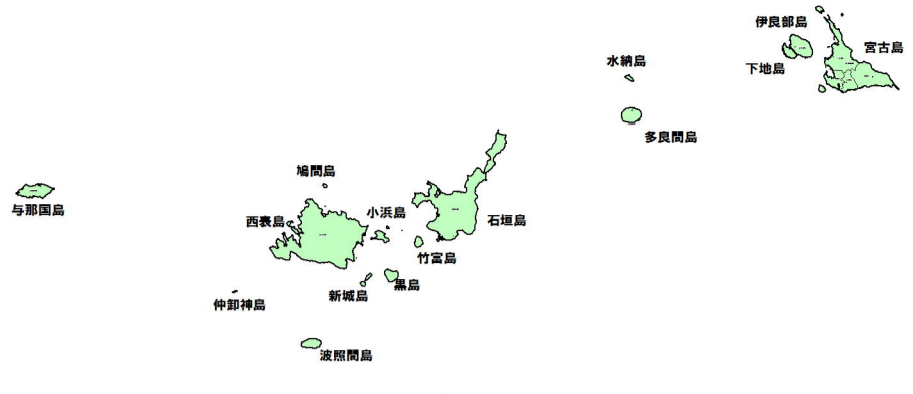 伊良部島
宮古島
水納島
下地島
多良間島
鳩間島
与那国島
小浜島
西表島
石垣島
竹富島
黒島
新城島
仲卸神島
波照間島